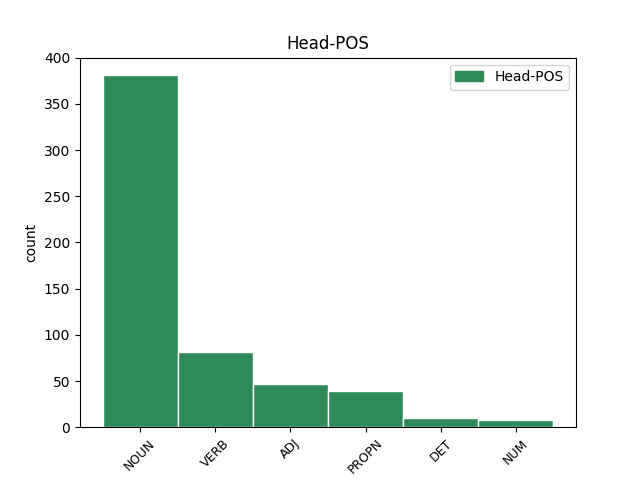 Head-POS
Head-POS
400
350
300
250
200
150
100
50
0
count
NOUN
VERB
ADJ
PROPN
DET
NUM